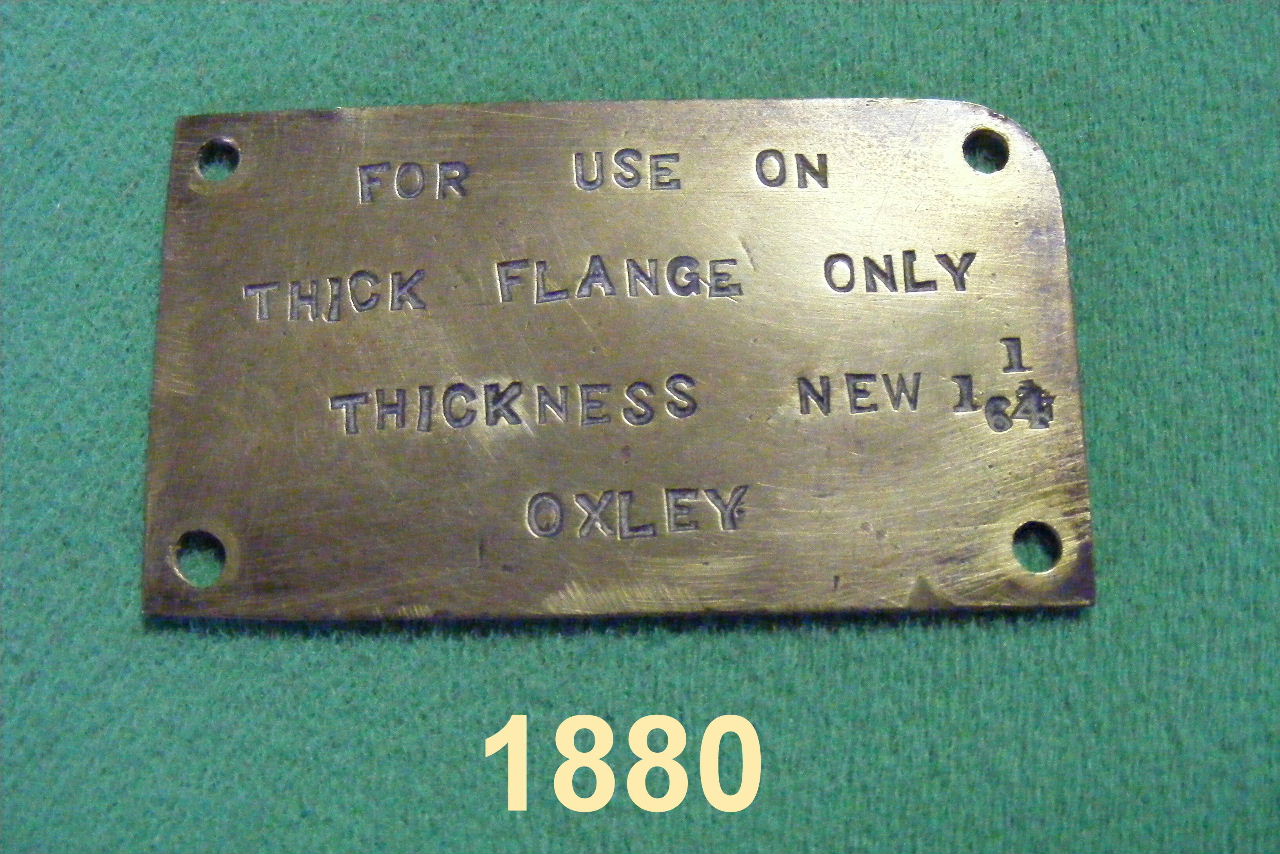 FOR USE ON
THICK FLANGE ONLY
THICKNESS NEW 1 1/64
OXLEY
1880